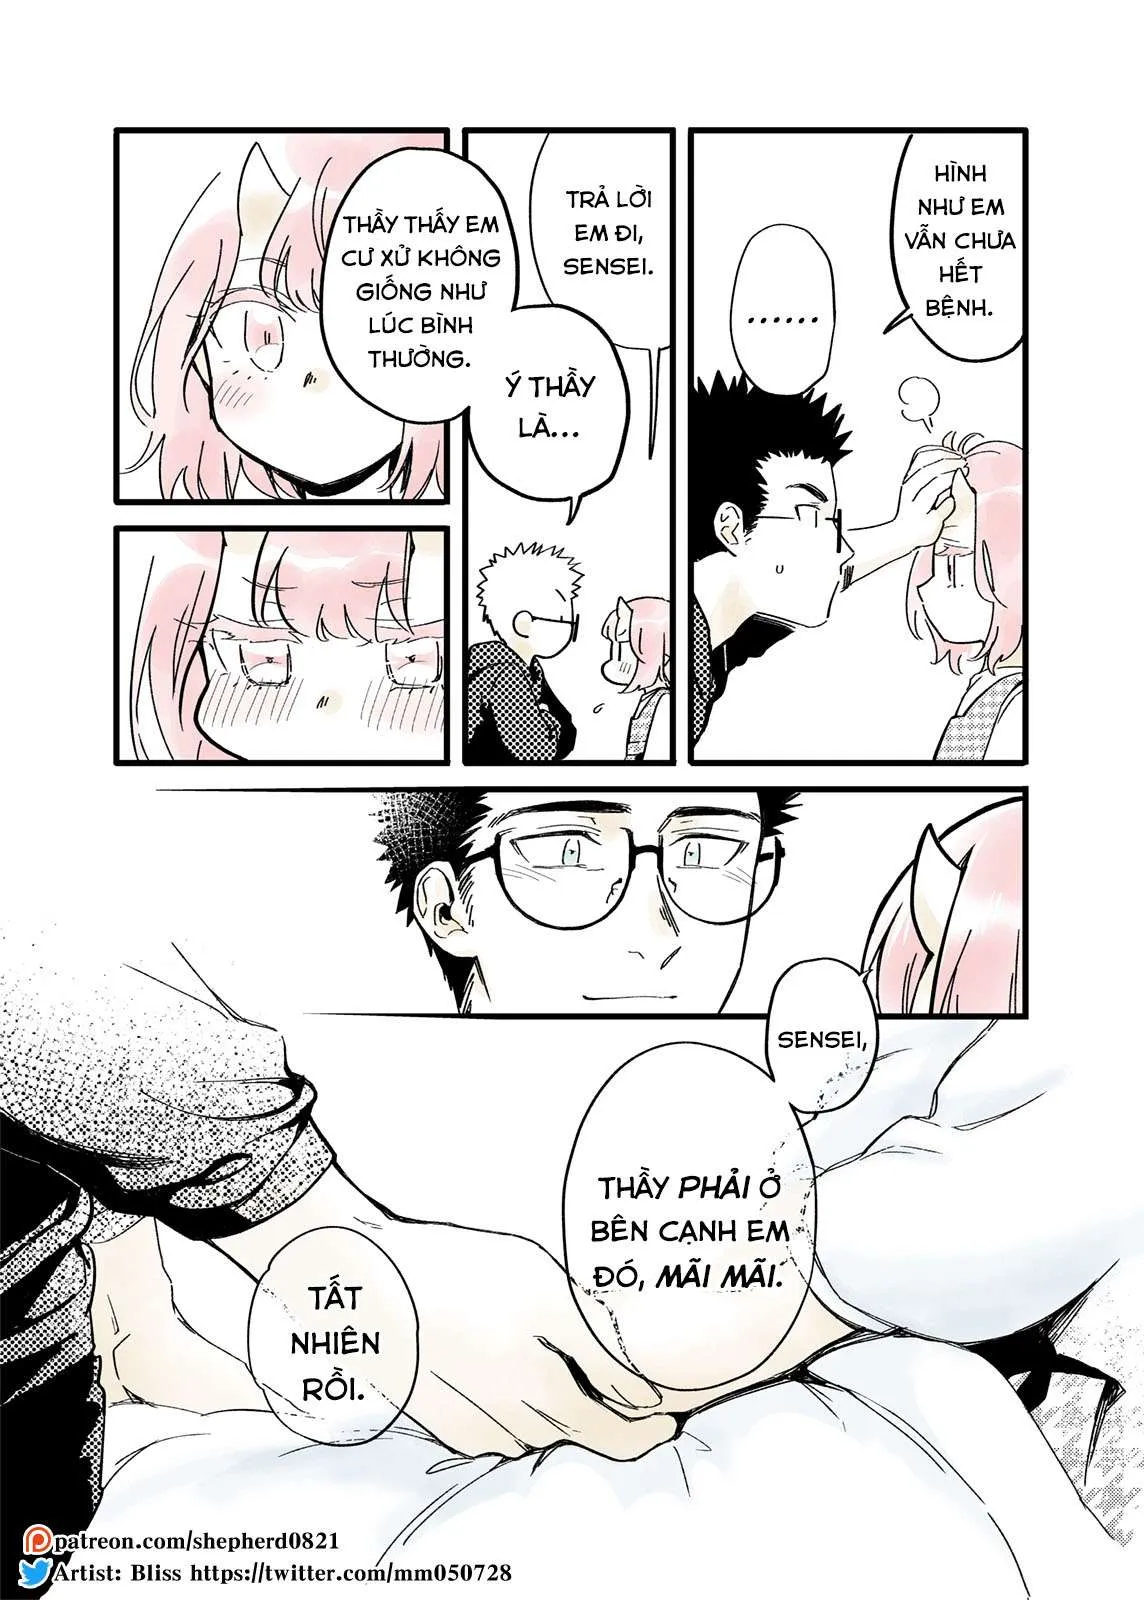 HÌNH
NHƯ EM
VẪN CHƯA
HẾT
BỆNH.
......
TRẢ LỜI
EM ĐI,
SENSEI.
Ý THẦY
LÀ...
THẦY THẤY EM
CƯ XỬ KHÔNG
GIỐNG NHƯ
LÚC BÌNH
THƯỜNG.
SENSEI,
THẦY PHẢI Ở
BÊN CẠNH EM
ĐÓ, MÃI MÃI.
TẤT
NHIÊN
RỒI.
patreon.com/shepherd0821
Artist: Bliss https://twitter.com/mm050728